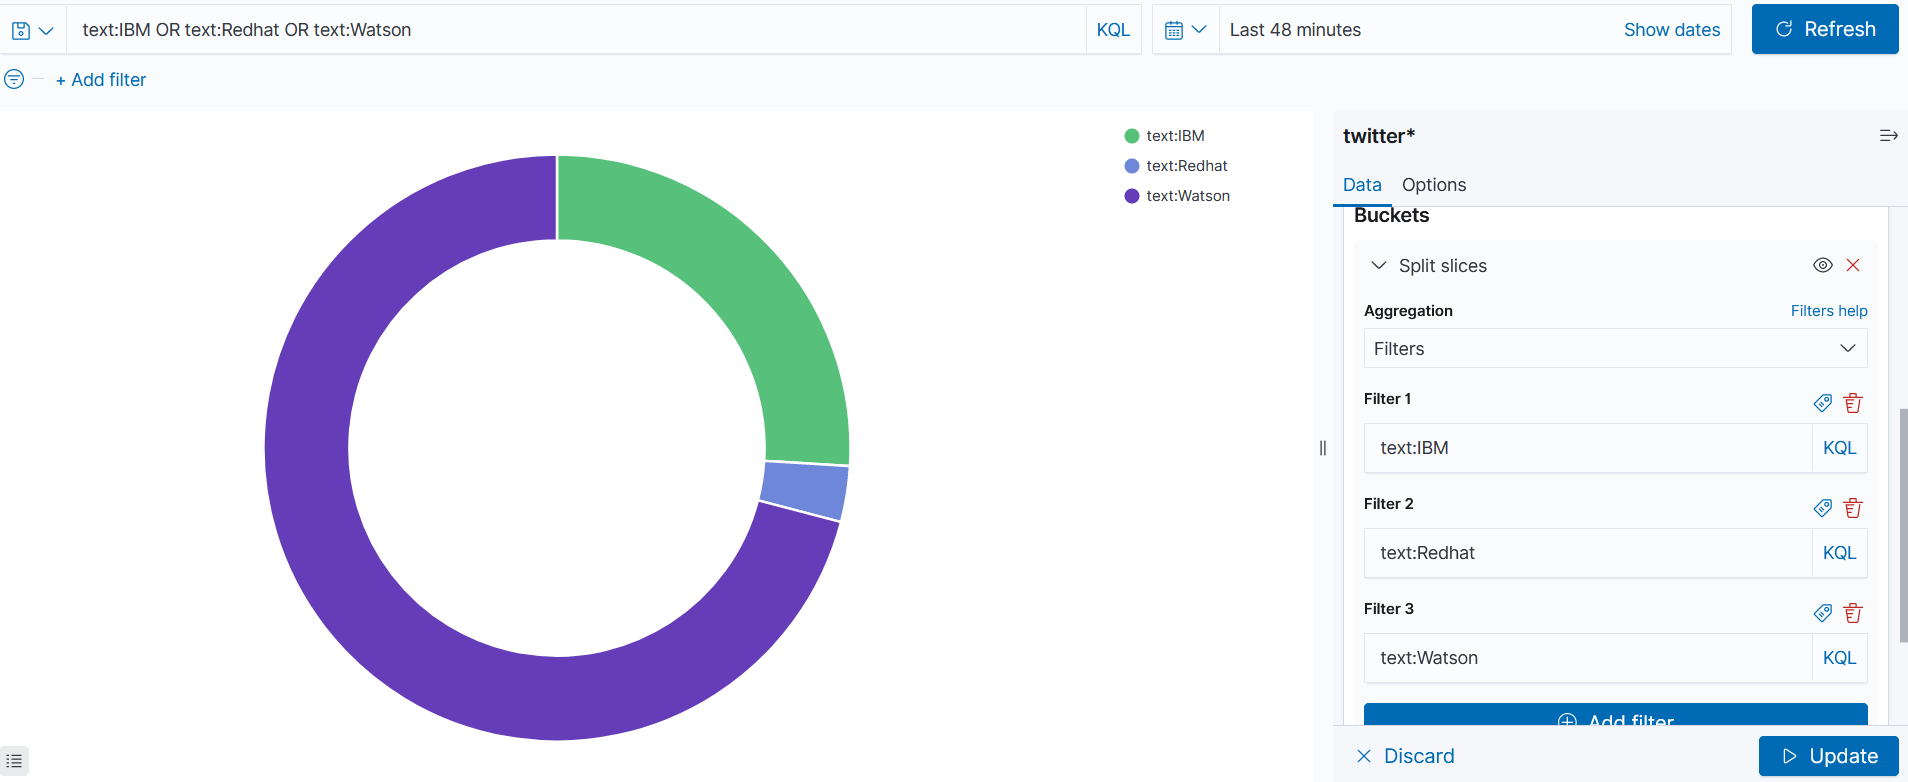 text:IBM OR text:Redhat OR text:Watson
KQL
Last 48 minutes
Show dates
Refresh
+ Add filter
text:IBM
text:Redhat
text:Watson
twitter*
Data
Options
Buckets
Split slices
Aggregation
Filters help
Filters
Filter 1
text:IBM
KQL
Filter 2
text:Redhat
KQL
Filter 3
text:Watson
KQL
Add filter
Discard
Update